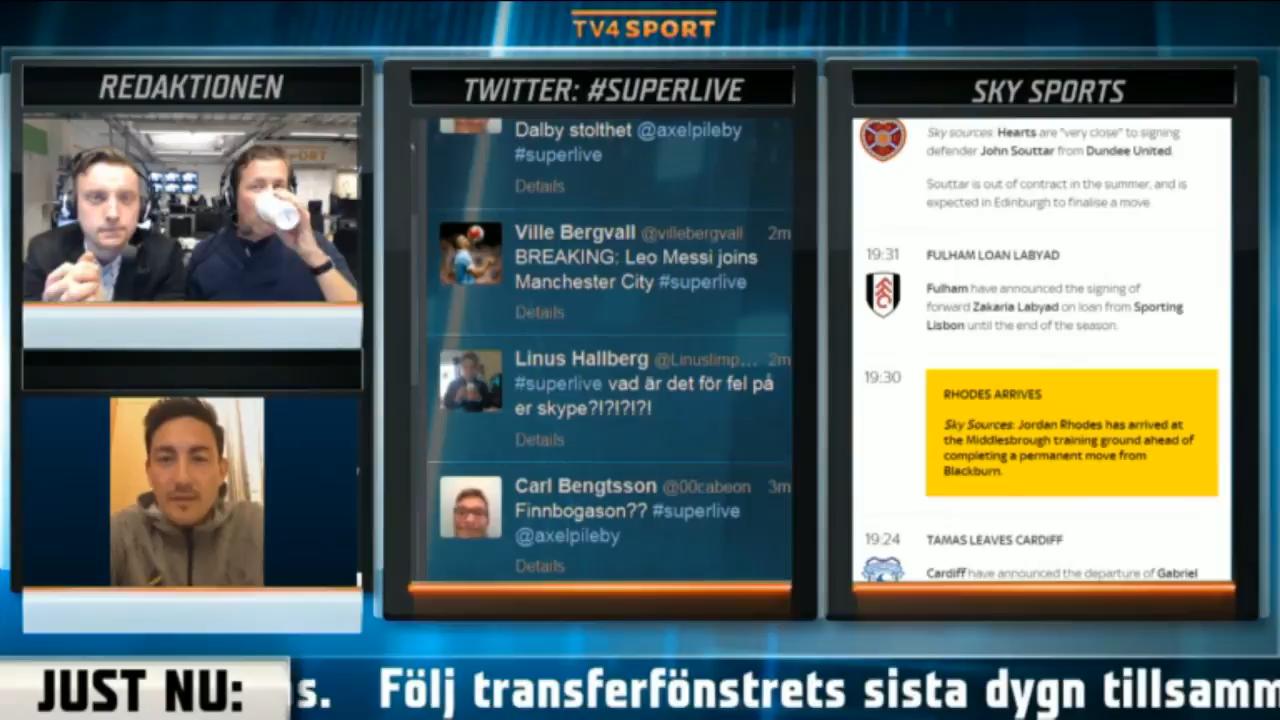 TV4 SPORT
REDAKTIONEN
TWITTER: #SUPERLIVE
Dalby stolthet @axelpileby
#superlive
Details
Ville Bergvall @villebergvall 2m
BREAKING: Leo Messi joins
Manchester City #superlive
Details
Linus Hallberg @Linuslimp... 2m
#superlive vad är det för fel på
er skype?!?!?!?!
Details
Carl Bengtsson @00cabeon 3m
Finnbogason?? #superlive
@axelpileby
Details
SKY SPORTS
Sky sources: Hearts are "very close" to signing
defender John Souttar from Dundee United.
Souttar is out of contract in the summer, and is
expected in Edinburgh to finalise a move
19:31 FULHAM LOAN LABYAD
Fulham have announced the signing of
forward Zakaria Labyad on loan from Sporting
Lisbon until the end of the season.
19:30
RHODES ARRIVES
Sky Sources: Jordan Rhodes has arrived at
the Middlesbrough training ground ahead of
completing a permanent move from
Blackburn.
19:24 TAMAS LEAVES CARDIFF
Cardiff have announced the departure of Gabriel
JUST NU: s. Följ transferfönstrets sista dygn tillsamm